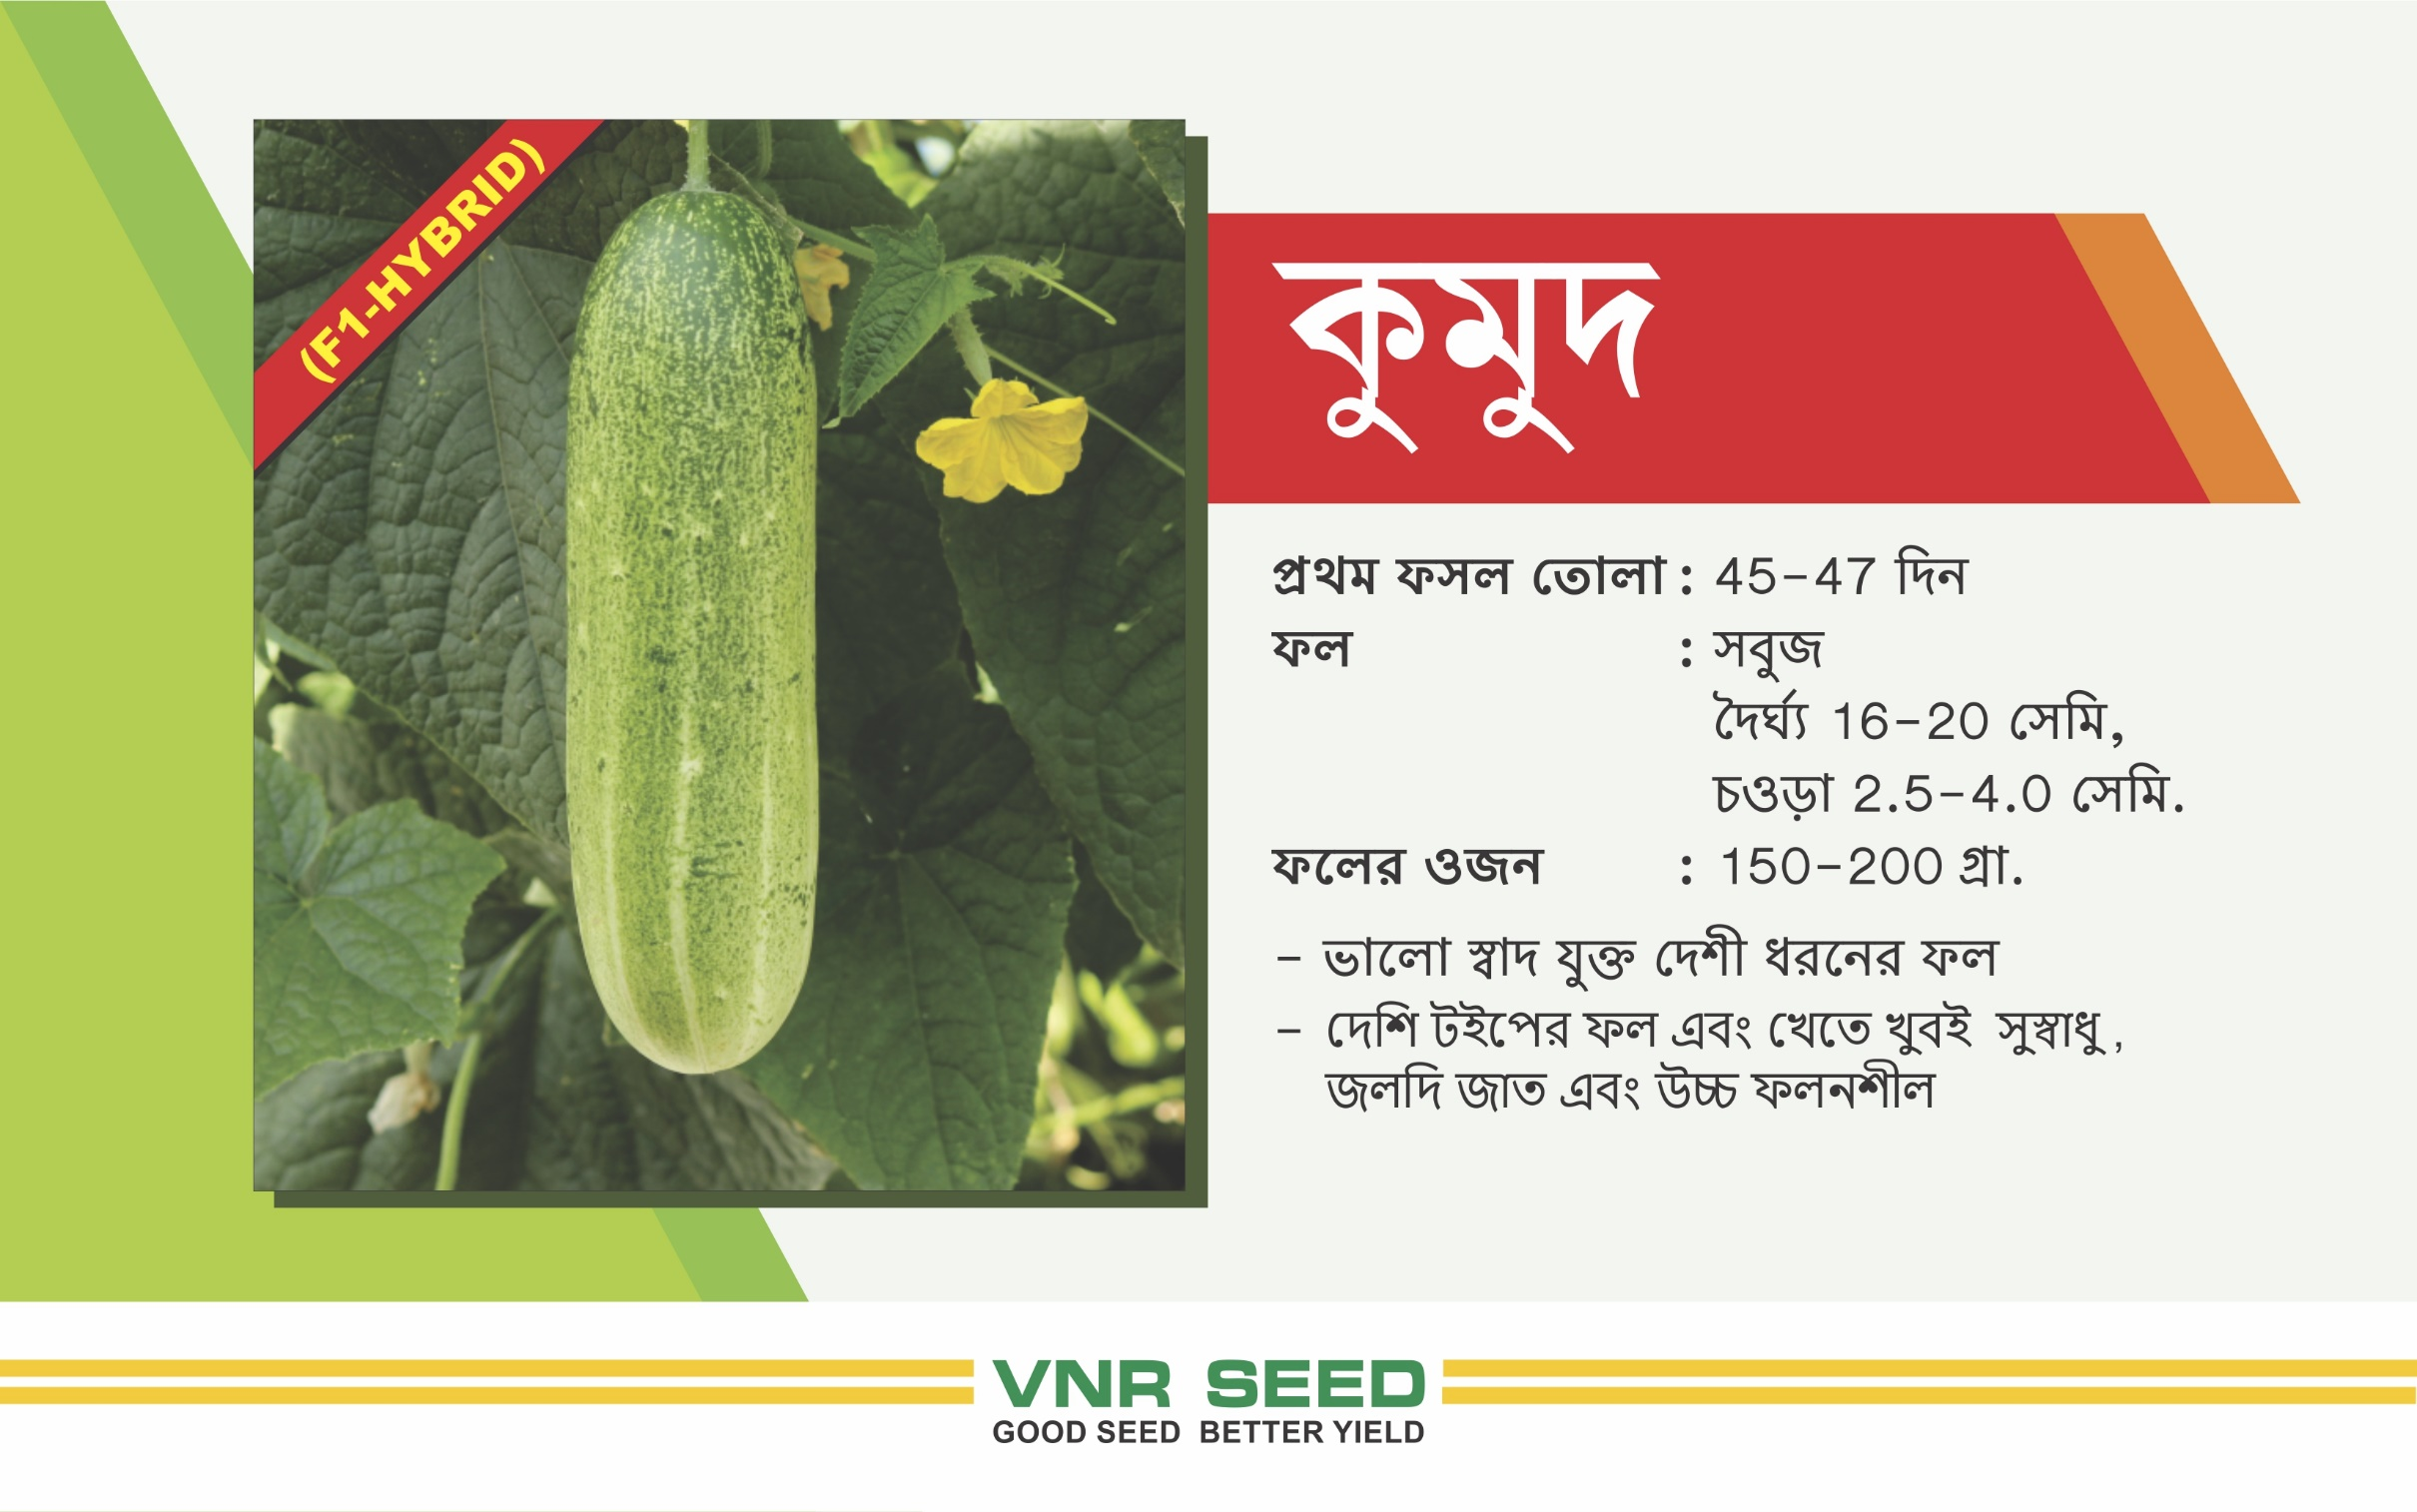 (F1-HYBRID))
কুমুদ
প্রথম ফসল তোলা : 45-47 দিন
ফল : সবুজ
দৈর্ঘ্য 16-20 সেমি,
চওড়া 2.5-4.0 সেমি.
ফলের ওজন : 150-200 গ্রা.
- ভালো স্বাদ যুক্ত দেশী ধরনের ফল
- দেশি টইপের ফল এবং খেতে খুবই সুস্বাধু,
জলদি জাত এবং উচ্চ ফলনশীল
VNR SEED
GOOD SEED BETTER YIELD